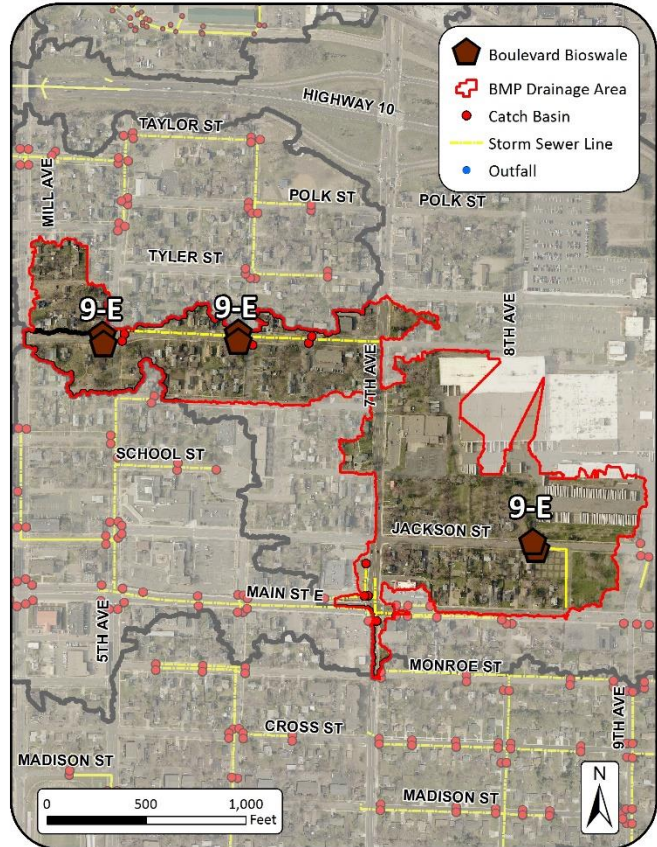 Boulevard Bioswale
BMP Drainage Area
Catch Basin
Storm Sewer Line
Outfall
HIGHWAY 10
TAYLOR ST
MILL AVE
POLK ST
POLK ST
TYLER ST
8TH AVE
9-E
9-E
7TH AVE
SCHOOL ST
9-E
JACKSON ST
MAIN ST E
5TH AVE
MONROE ST
9TH AVE
CROSS ST
MADISON ST
MADISON ST
N
0 500 1,000
Feet